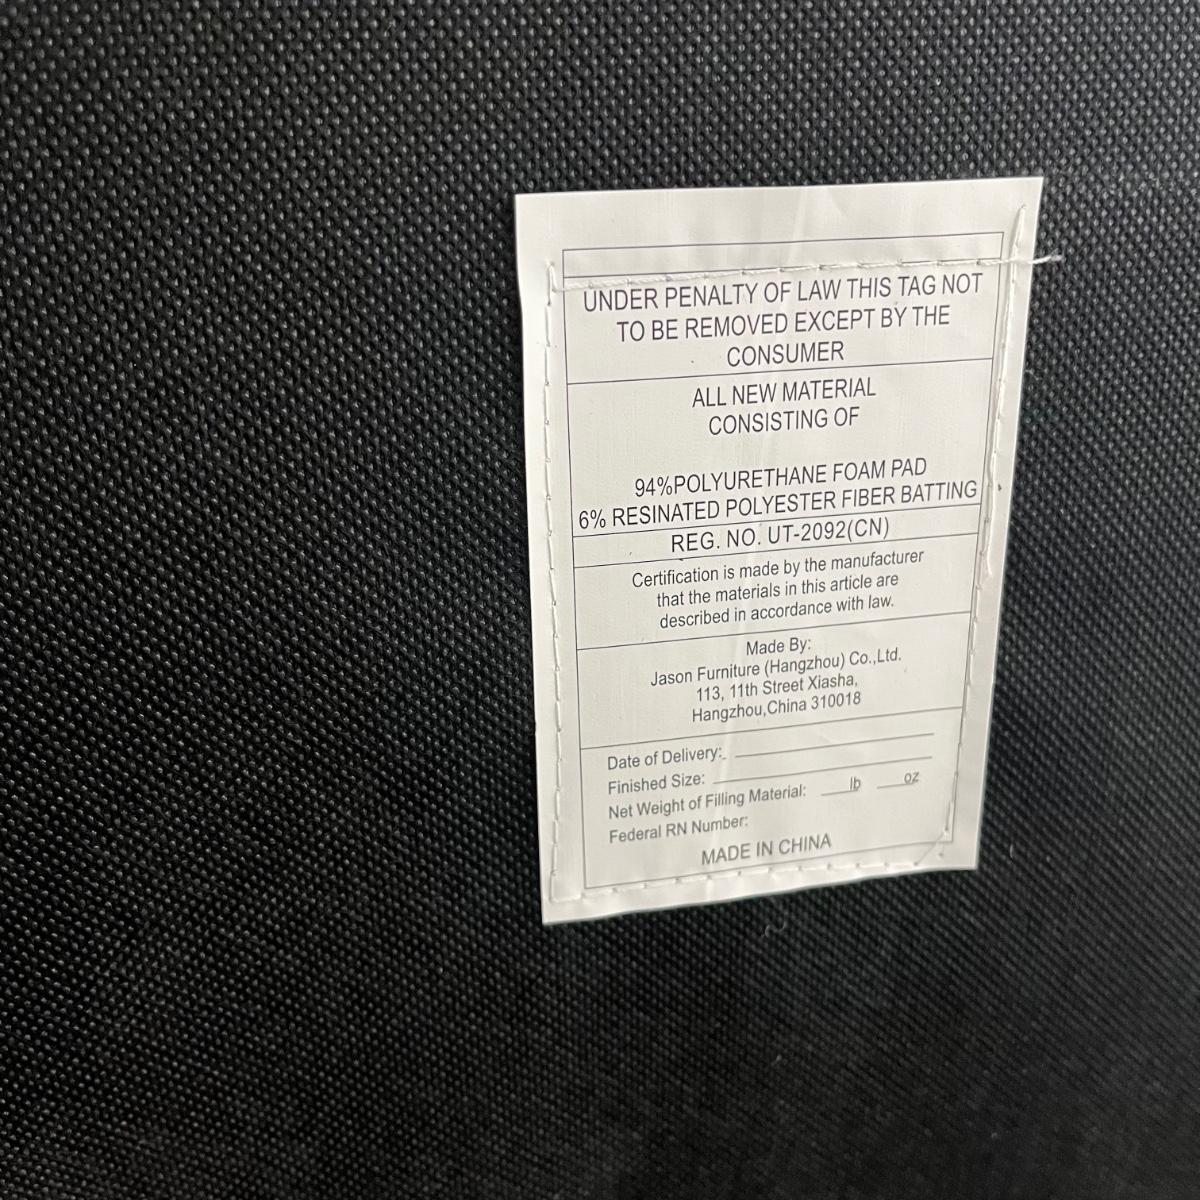 UNDER PENALTY OF LAW THIS TAG NOT
TO BE REMOVED EXCEPT BY THE
CONSUMER
ALL NEW MATERIAL
CONSISTING OF
94%POLYURETHANE FOAM PAD
6% RESINATED POLYESTER FIBER BATTING
REG. NO. UT-2092(CN)
Certification is made by the manufacturer
that the materials in this article are
described in accordance with law.
Made By:
Jason Furniture (Hangzhou) Co.,Ltd.
113, 11th Street Xiasha,
Hangzhou,China 310018
Date of Delivery:
Finished Size:
Net Weight of Filling Material: ___lb ___oz
Federal RN Number:
MADE IN CHINA